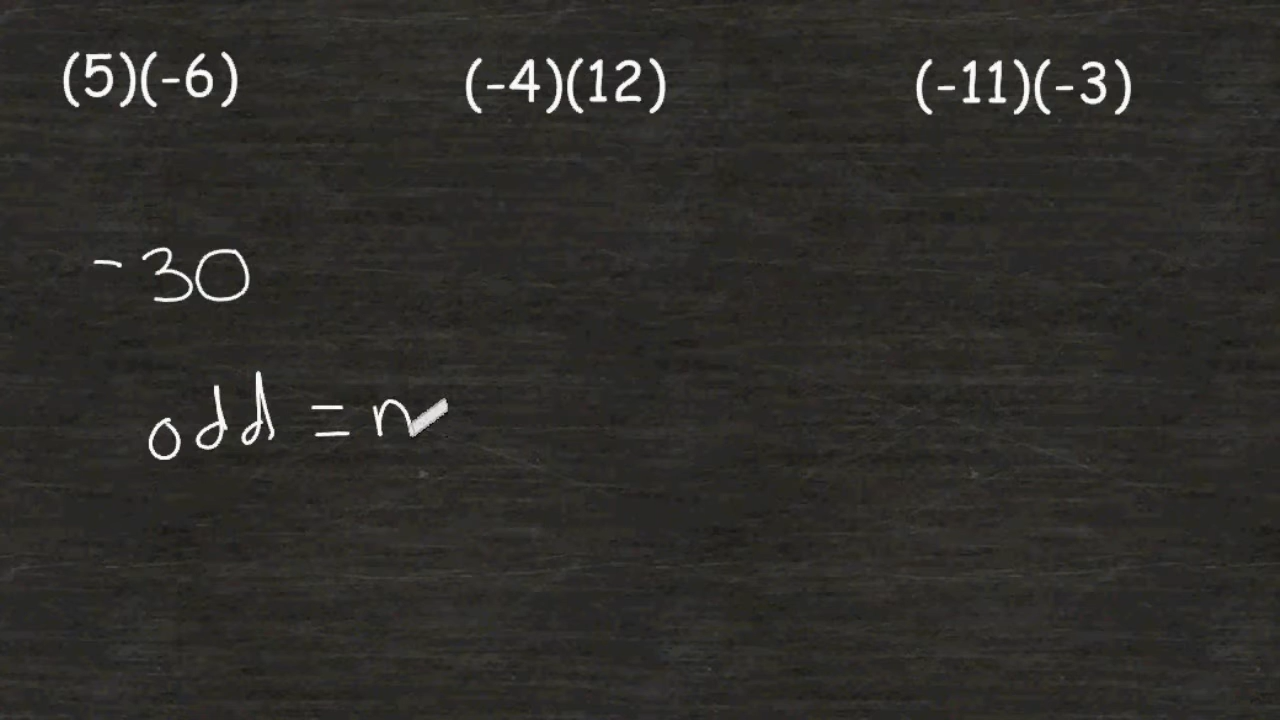 (5)(-6) (-4)(12) (-11)(-3)
-30
odd = n